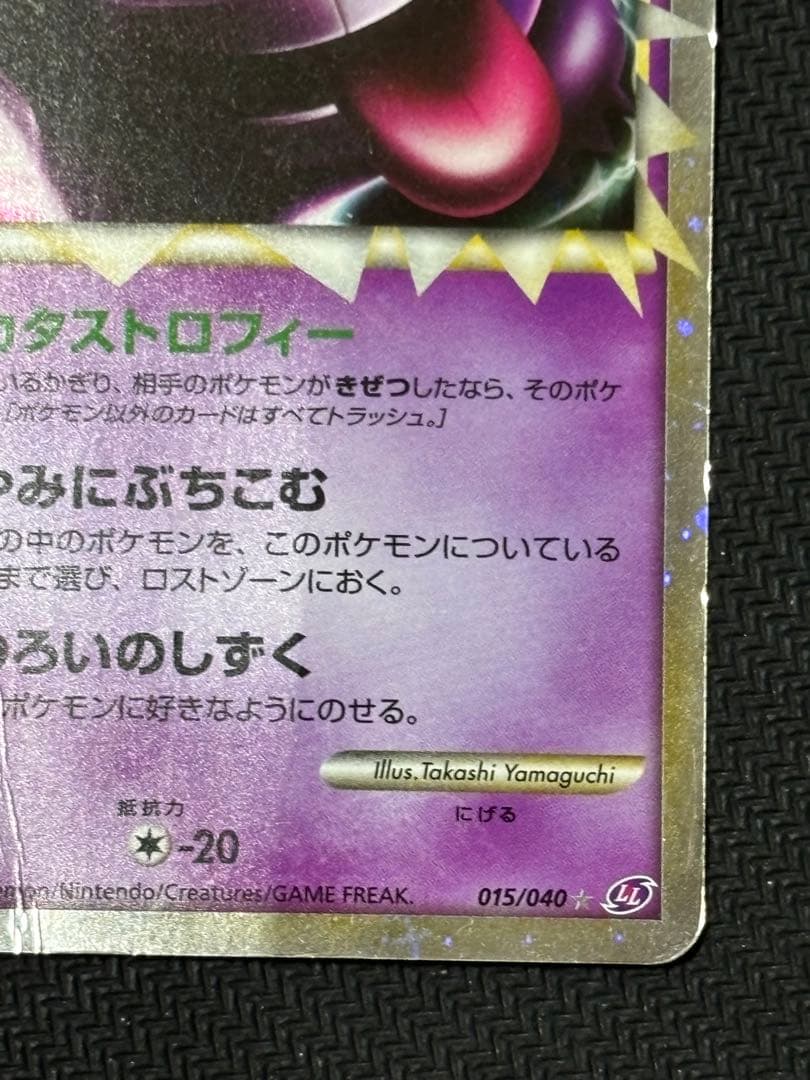 カタストロフィー
いるかぎり、相手のポケモンがきぜつしたなら、そのポケ
[ポケモン以外のカードはすべてトラッシュ。]
やみにぶちこむ
の中のポケモンを、このポケモンについている
まで選び、ロストゾーンにおく。
のろいのしずく
ポケモンに好きなようにのせる。
Illus. Takashi Yamaguchi
抵抗力
にげる
-20
/Nintendo/Creatures/GAME FREAK.
015/040 ☆ LL